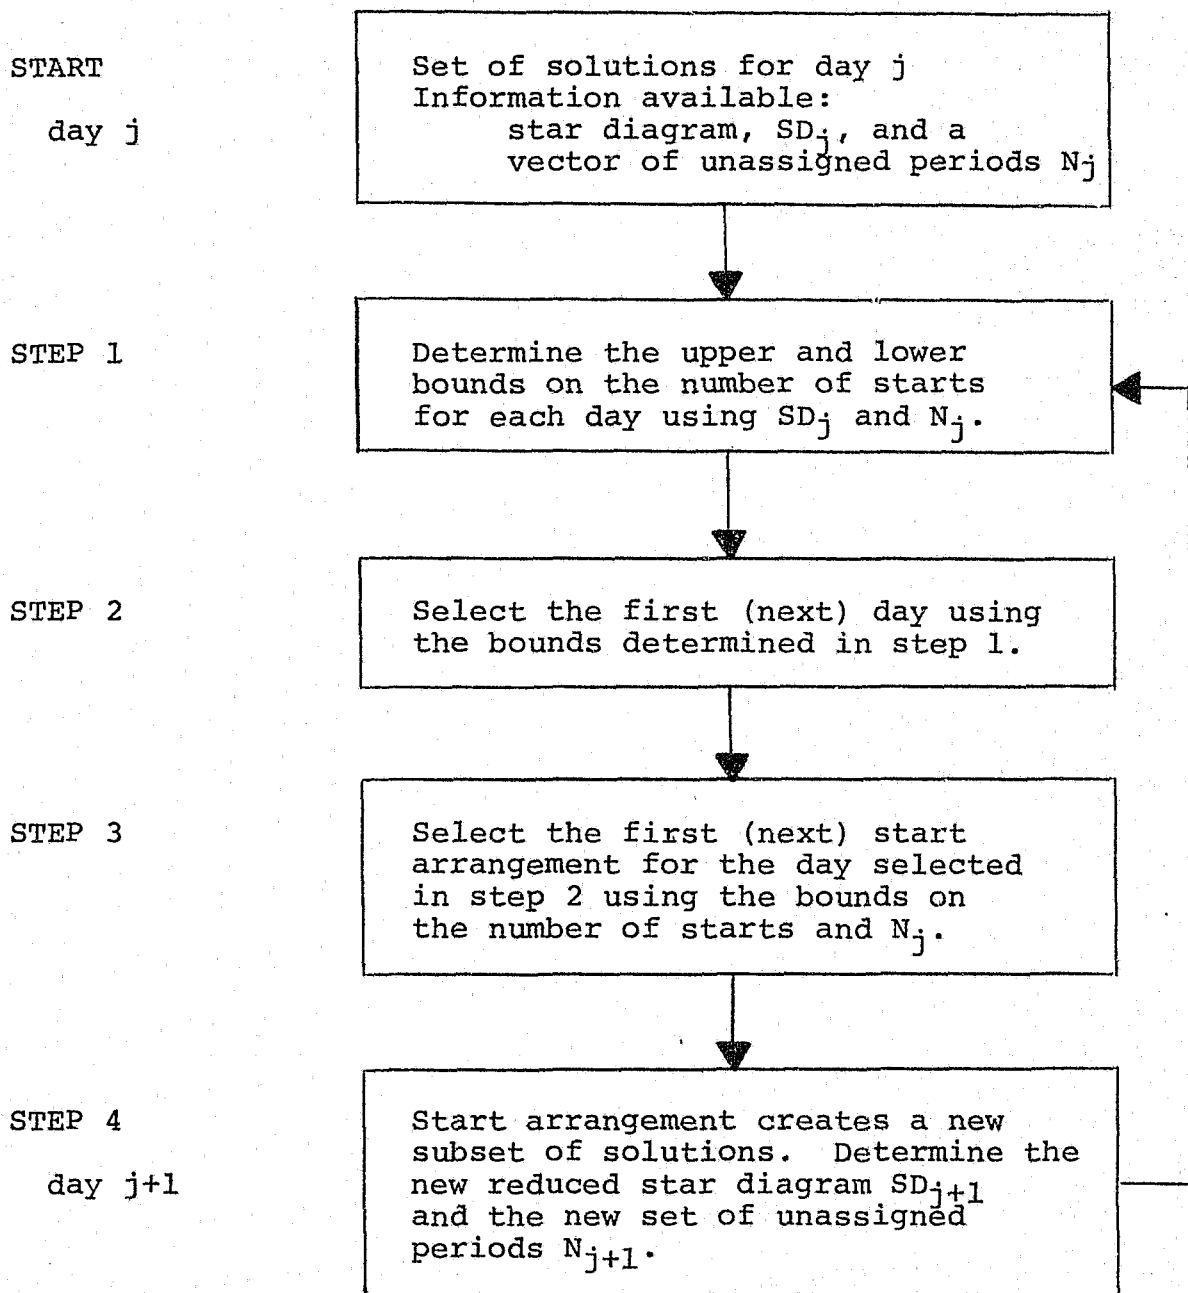 START
day j
Set of solutions for day j
Information available:
star diagram, SDj, and a
vector of unassigned periods Nj
STEP 1
Determine the upper and lower
bounds on the number of starts
for each day using SDj and Nj.
STEP 2
Select the first (next) day using
the bounds determined in step 1.
STEP 3
Select the first (next) start
arrangement for the day selected
in step 2 using the bounds on
the number of starts and Nj.
STEP 4
day j+1
Start arrangement creates a new
subset of solutions. Determine the
new reduced star diagram SDj+1
and the new set of unassigned
periods Nj+1.